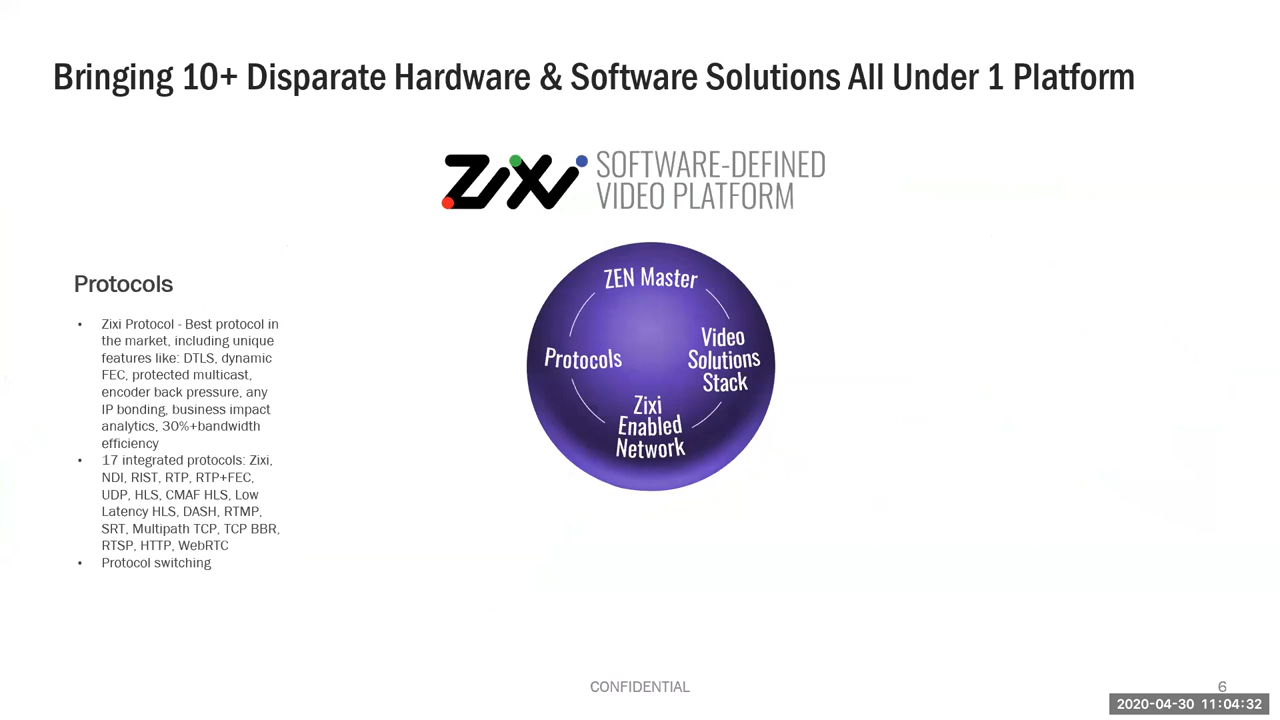 Bringing 10+ Disparate Hardware & Software Solutions All Under 1 Platform
zixi SOFTWARE-DEFINED
VIDEO PLATFORM
Protocols
• Zixi Protocol - Best protocol in
the market, including unique
features like: DTLS, dynamic
FEC, protected multicast,
encoder back pressure, any
IP bonding, business impact
analytics, 30%+bandwidth
efficiency
• 17 integrated protocols: Zixi,
NDI, RIST, RTP, RTP+FEC,
UDP, HLS, CMAF HLS, Low
Latency HLS, DASH, RTMP,
SRT, Multipath TCP, TCP BBR,
RTSP, HTTP, WebRTC
• Protocol switching
ZEN Master
Protocols
Video
Solutions
Stack
Zixi
Enabled
Network
CONFIDENTIAL
6
2020-04-30 11:04:32